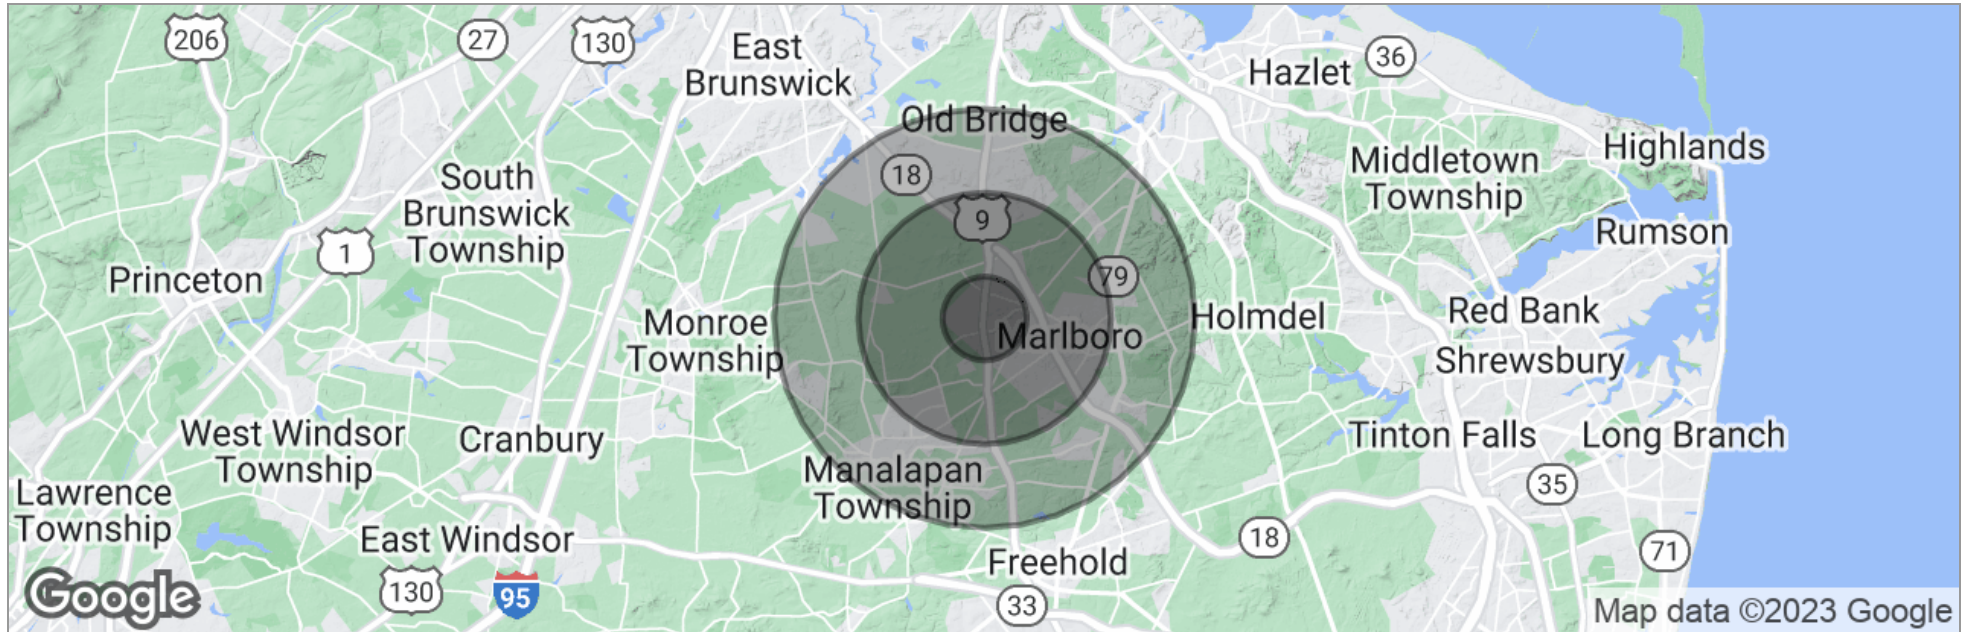 206
27
130
East
Brunswick
36
Hazlet
Old Bridge
Highlands
Middletown
Township
18
South
Brunswick
Township
9
Rumson
1
Princeton
79
Holmdel
Red Bank
Monroe
Township
Marlboro
Shrewsbury
West Windsor
Township
Cranbury
Tinton Falls
Long Branch
Manalapan
Township
35
Lawrence
Township
East Windsor
18
71
Freehold
130
95
33
Google
Map data ©2023 Google